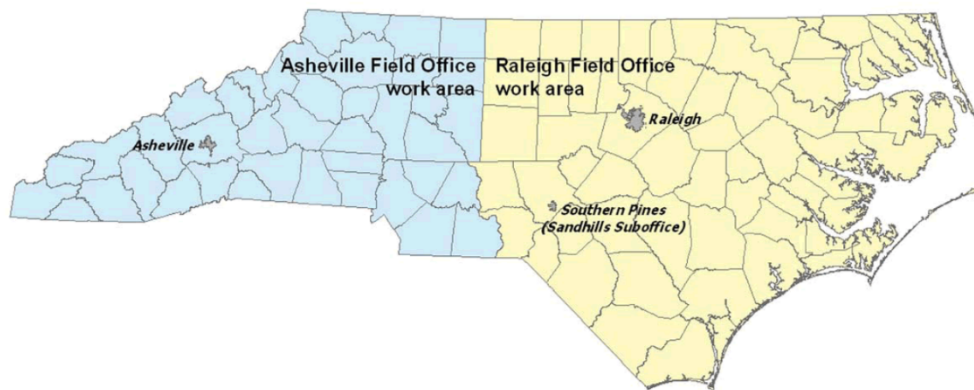 Asheville Field Office
work area
Raleigh Field Office
work area
Asheville
Raleigh
Southern Pines
(Sandhills Suboffice)